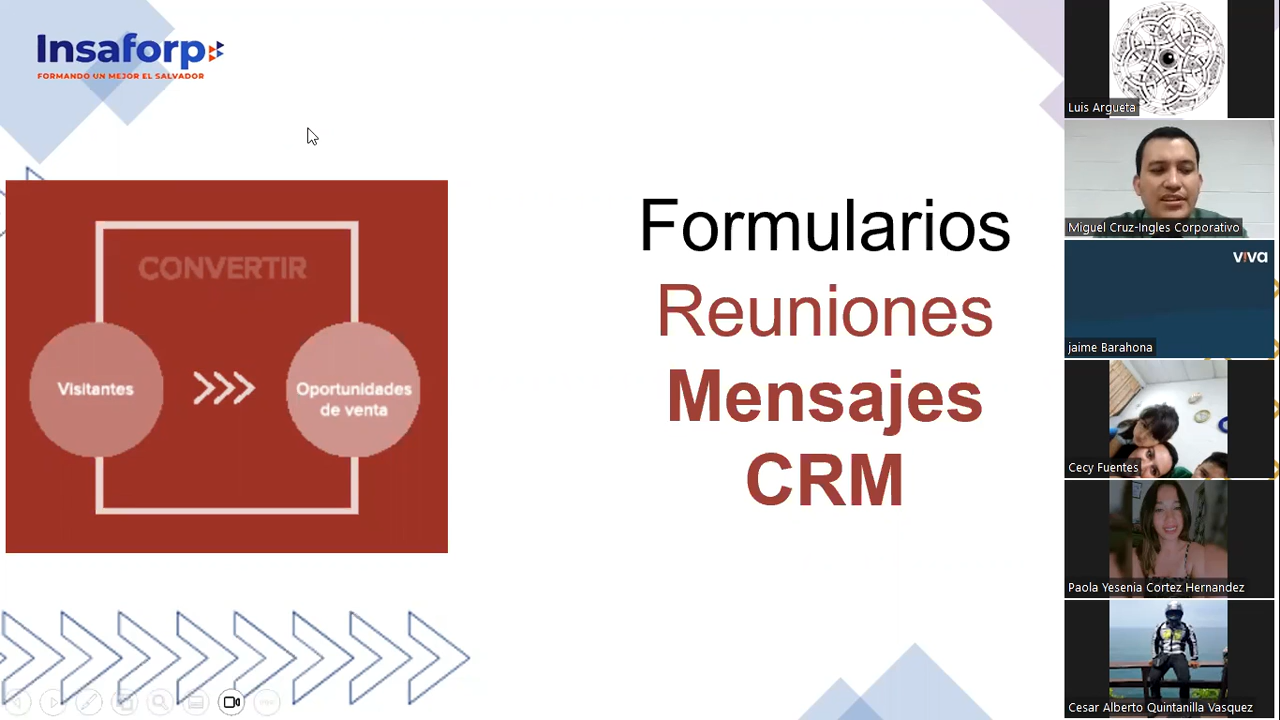 Insaforp
FORMANDO UN MEJOR EL SALVADOR
CONVERTIR
Visitantes
Oportunidades
de venta
Formularios
Reuniones
Mensajes
CRM
Luis Argueta
Miguel Cruz-Ingles Corporativo
viva
jaime Barahona
Cecy Fuentes
Paola Yesenia Cortez Hernandez
Cesar Alberto Quintanilla Vasquez